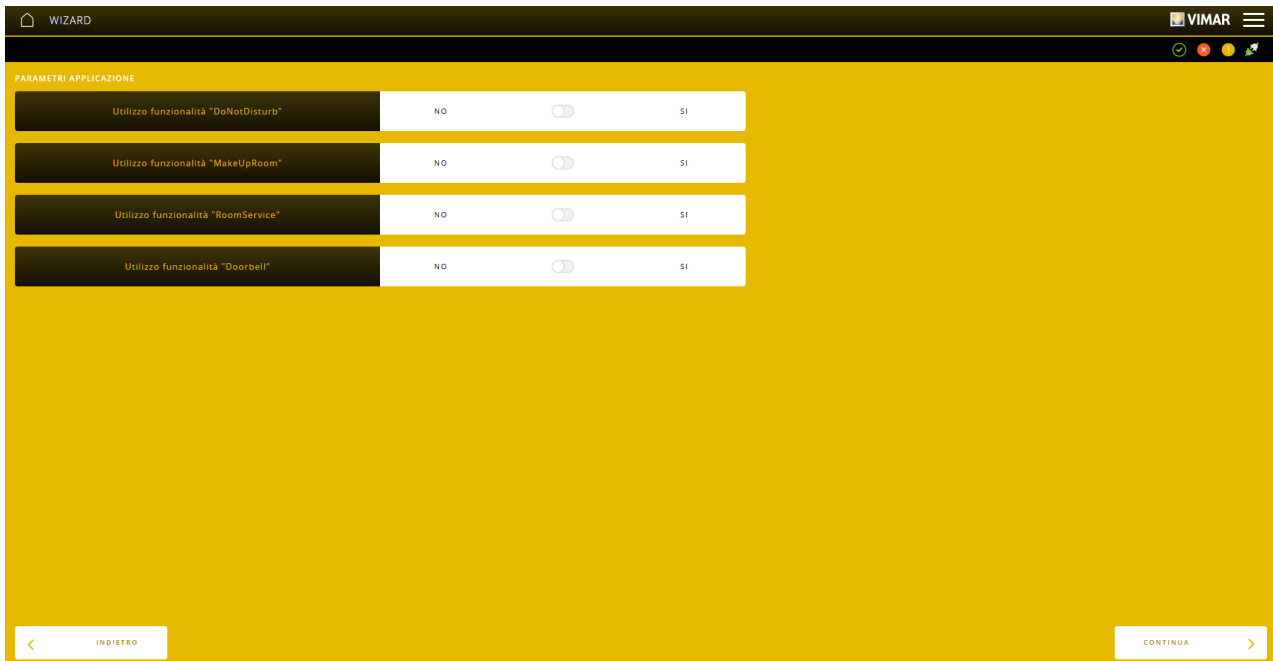 WIZARD
VIMAR
PARAMETRI APPLICAZIONE
Utilizzo funzionalità "DoNotDisturb" NO SI
Utilizzo funzionalità "MakeUpRoom" NO SI
Utilizzo funzionalità "RoomService" NO SI
Utilizzo funzionalità "Doorbell" NO SI
INDIETRO
CONTINUA